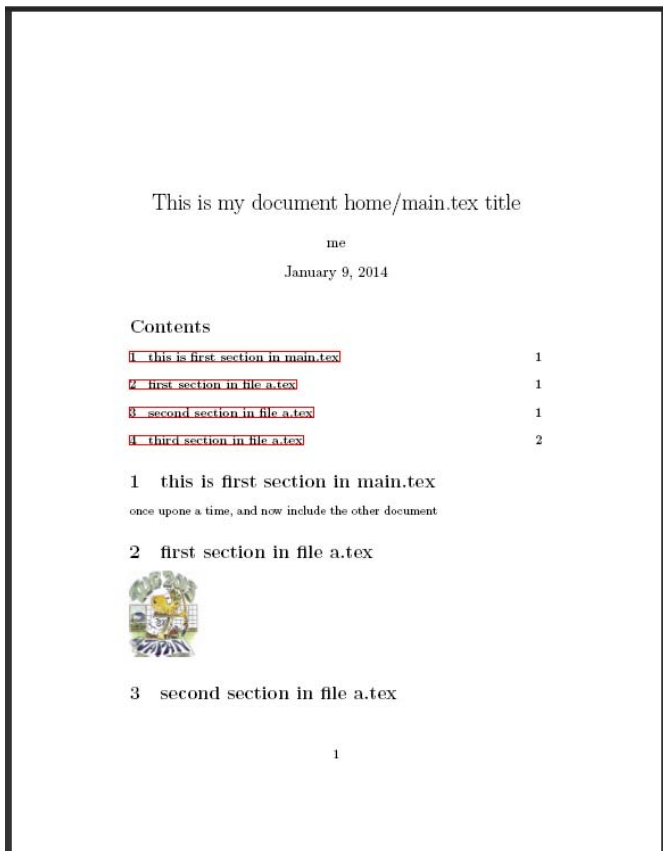 This is my document home/main.tex title
me
January 9, 2014
Contents
1 this is first section in main.tex 1
2 first section in file a.tex 1
3 second section in file a.tex 1
4 third section in file a.tex 2
1 this is first section in main.tex
once upone a time, and now include the other document
2 first section in file a.tex
TUG 2013
JAPAN
3 second section in file a.tex
1